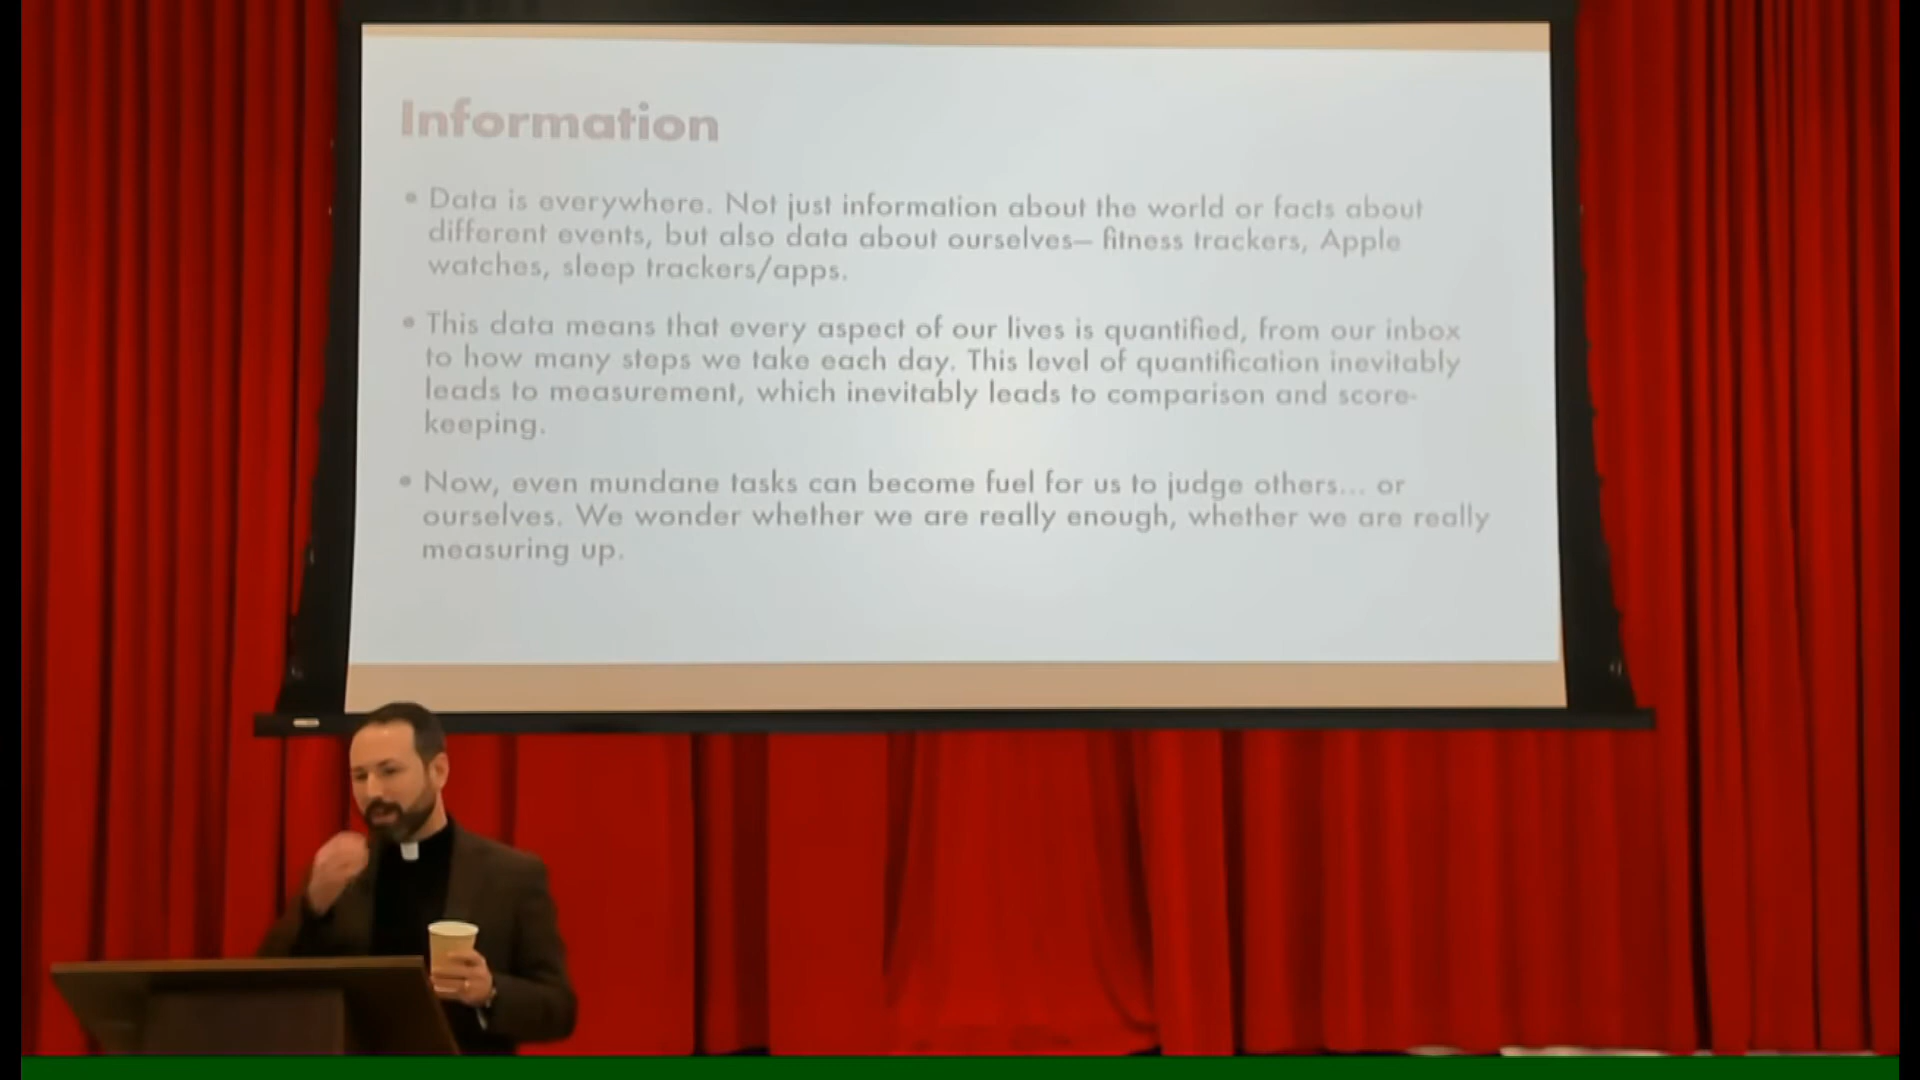 Information
• Data is everywhere. Not just information about the world or facts about
different events, but also data about ourselves— fitness trackers, Apple
watches, sleep trackers/apps.
• This data means that every aspect of our lives is quantified, from our inbox
to how many steps we take each day. This level of quantification inevitably
leads to measurement, which inevitably leads to comparison and score-
keeping.
• Now, even mundane tasks can become fuel for us to judge others... or
ourselves. We wonder whether we are really enough, whether we are really
measuring up.